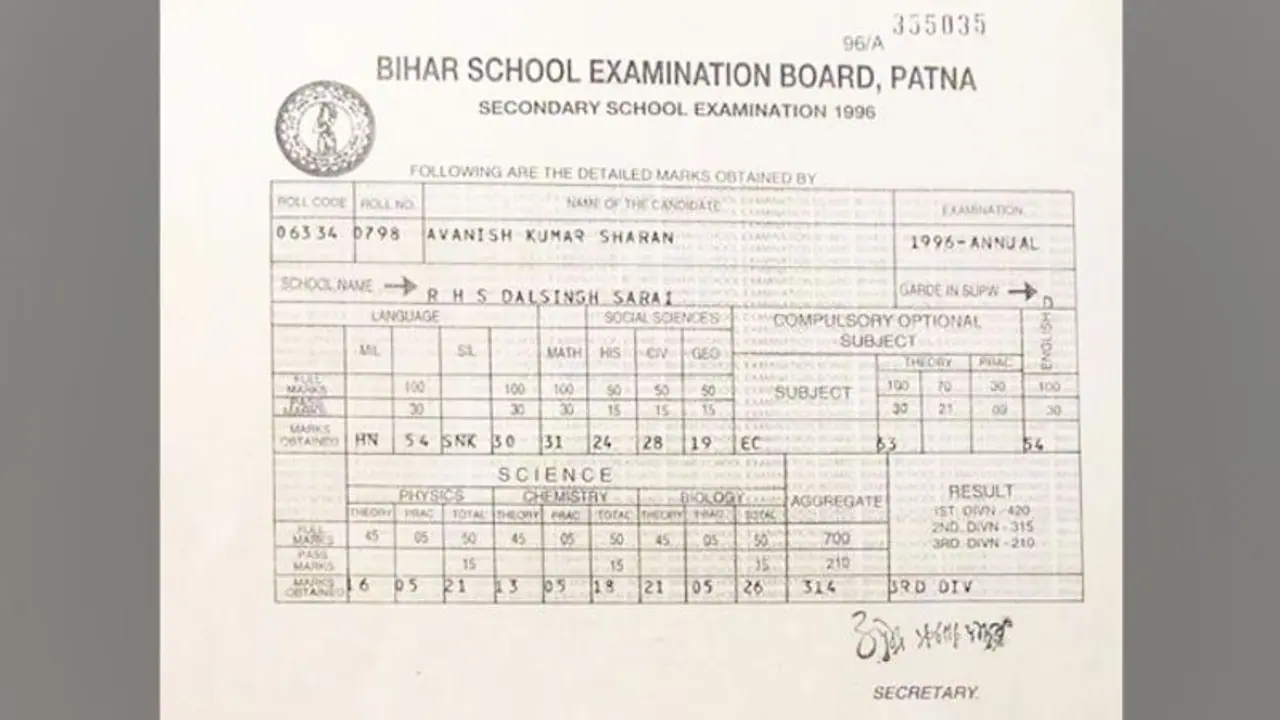 355035
96/A
BIHAR SCHOOL EXAMINATION BOARD, PATNA
SECONDARY SCHOOL EXAMINATION 1996
FOLLOWING ARE THE DETAILED MARKS OBTAINED BY
ROLL CODE ROLL NO. NAME OF THE CANDIDATE EXAMINATION
06334 0798 AVANISH KUMAR SHARAN 1996-ANNUAL
SCHOOL NAME → R H S DALSINGH SARAI GARDE IN SUPW → D
LANGUAGE SOCIAL SCIENCES COMPULSORY OPTIONAL SUBJECT ENGLISH
MIL SIL MATH HIS CIV GEO SUBJECT THEORY PRAC
FULL MARKS 100 100 100 50 50 50 100 70 30 100
PASS MARKS 30 30 30 15 15 15 30 21 09 30
MARKS OBTAINED HN 54 SNK 30 31 24 28 19 EC 63 54
SCIENCE
PHYSICS CHEMISTRY BIOLOGY AGGREGATE RESULT
THEORY PRAC TOTAL THEORY PRAC TOTAL THEORY PRAC TOTAL
1ST. DIVN - 420
2ND. DIVN - 315
3RD. DIVN - 210
FULL MARKS 45 05 50 45 05 50 45 05 50 700
PASS MARKS 15 15 15 210
MARKS OBTAINED 16 05 21 13 05 18 21 05 26 314 3RD DIV
SECRETARY.